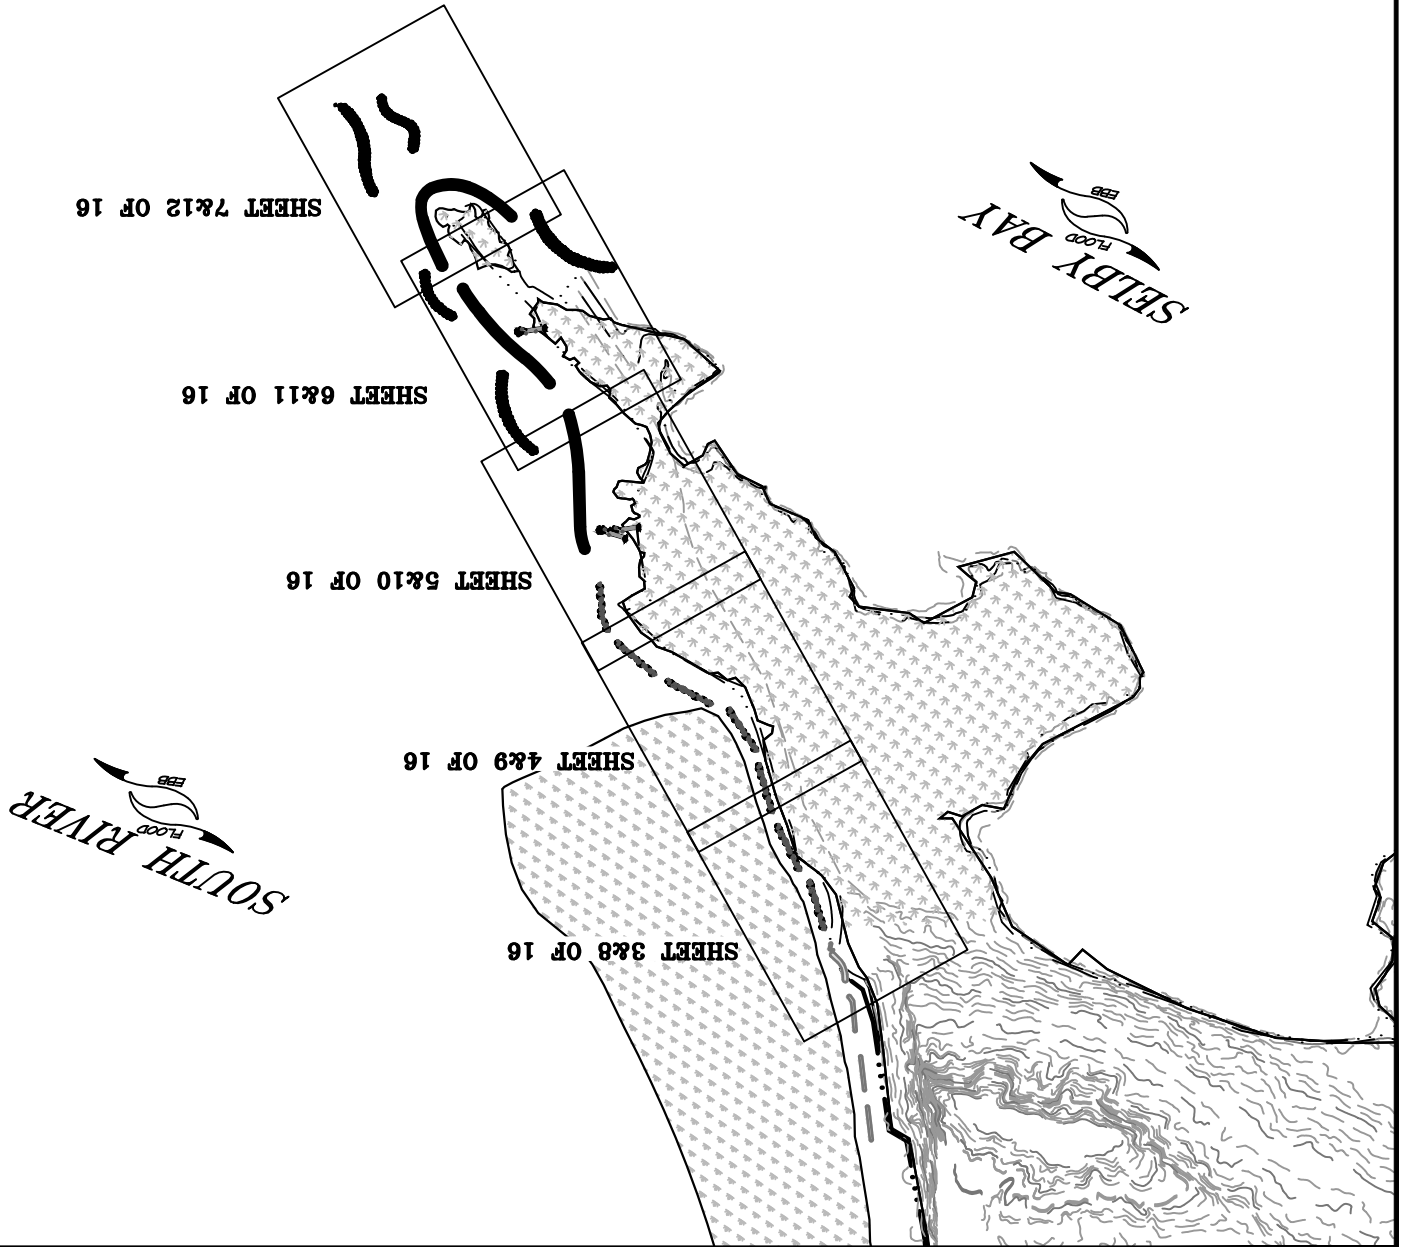 SOUTH RIVER
FLOOD
EBB
SHEET 3&8 OF 16
SHEET 4&9 OF 16
SHEET 5&10 OF 16
SHEET 6&11 OF 16
SHEET 7&12 OF 16
SELBY BAY
FLOOD
EBB